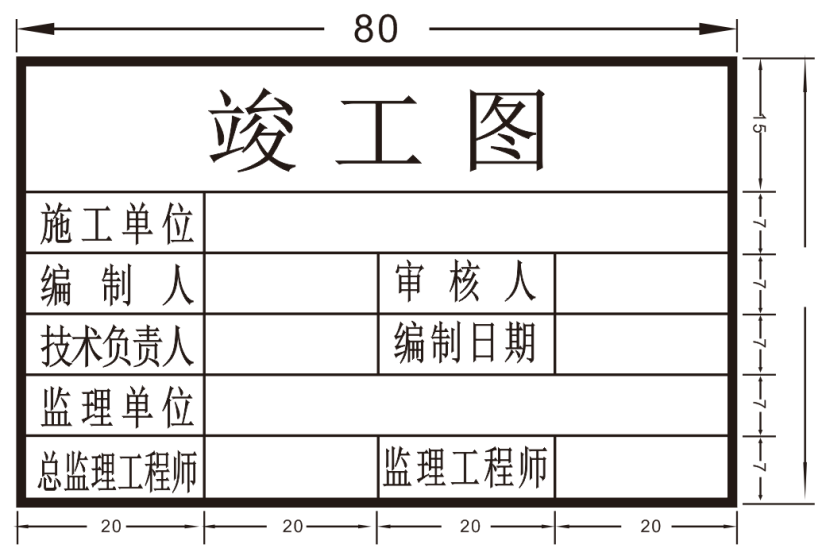 80
竣工图
15
施工单位
7
编制人 审核人
7
技术负责人 编制日期
7
监理单位
7
总监理工程师 监理工程师
7
20 20 20 20